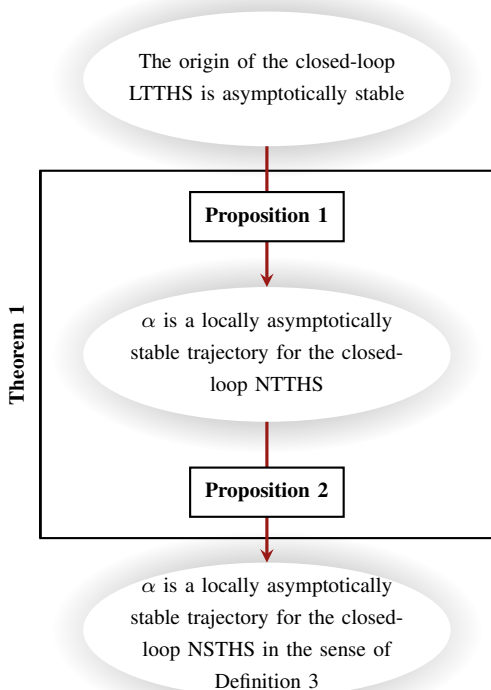 The origin of the closed-loop
LTTHS is asymptotically stable
Proposition 1
Theorem 1
α is a locally asymptotically
stable trajectory for the closed-
loop NTTHS
Proposition 2
α is a locally asymptotically
stable trajectory for the closed-
loop NSTHS in the sense of
Definition 3